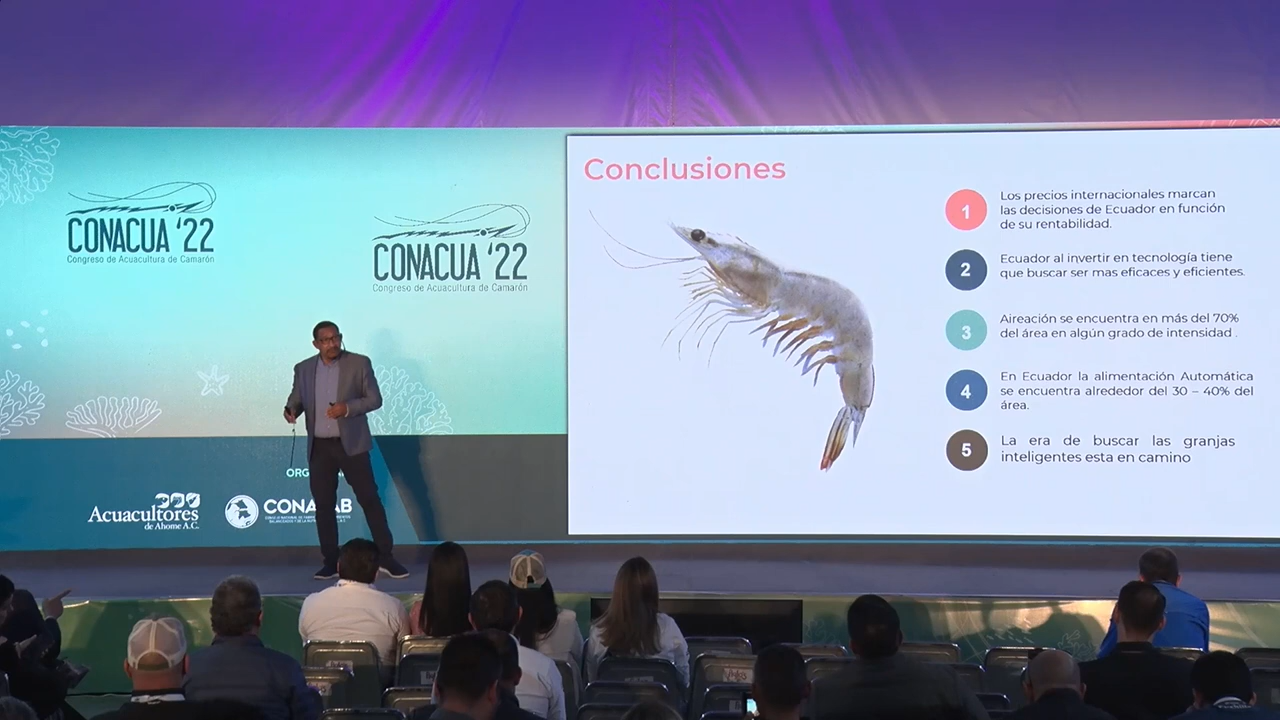 CONACUA '22
Congreso de Acuacultura de Camarón
CONACUA '22
Congreso de Acuacultura de Camarón
Acuacultores
de Ahome A.C.
Conclusiones
1
Los precios internacionales marcan
las decisiones de Ecuador en función
de su rentabilidad.
2
Ecuador al invertir en tecnología tiene
que buscar ser mas eficaces y eficientes.
3
Aireación se encuentra en más del 70%
del área en algún grado de intensidad .
4
En Ecuador la alimentación Automática
se encuentra alrededor del 30 – 40% del
área.
5
La era de buscar las granjas
inteligentes esta en camino